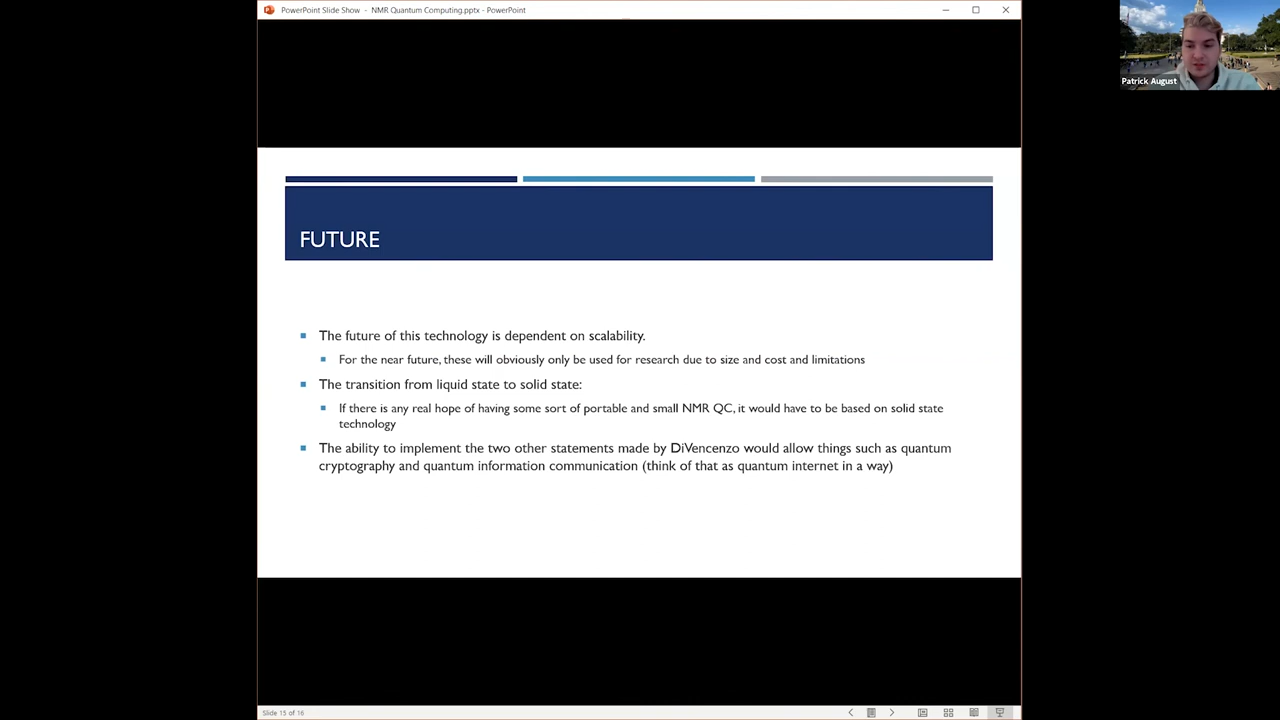 PowerPoint Slide Show - NMR Quantum Computing.pptx - PowerPoint
Patrick August
FUTURE
The future of this technology is dependent on scalability.
For the near future, these will obviously only be used for research due to size and cost and limitations
The transition from liquid state to solid state:
If there is any real hope of having some sort of portable and small NMR QC, it would have to be based on solid state
technology
The ability to implement the two other statements made by DiVencenzo would allow things such as quantum
cryptography and quantum information communication (think of that as quantum internet in a way)
Slide 15 of 16